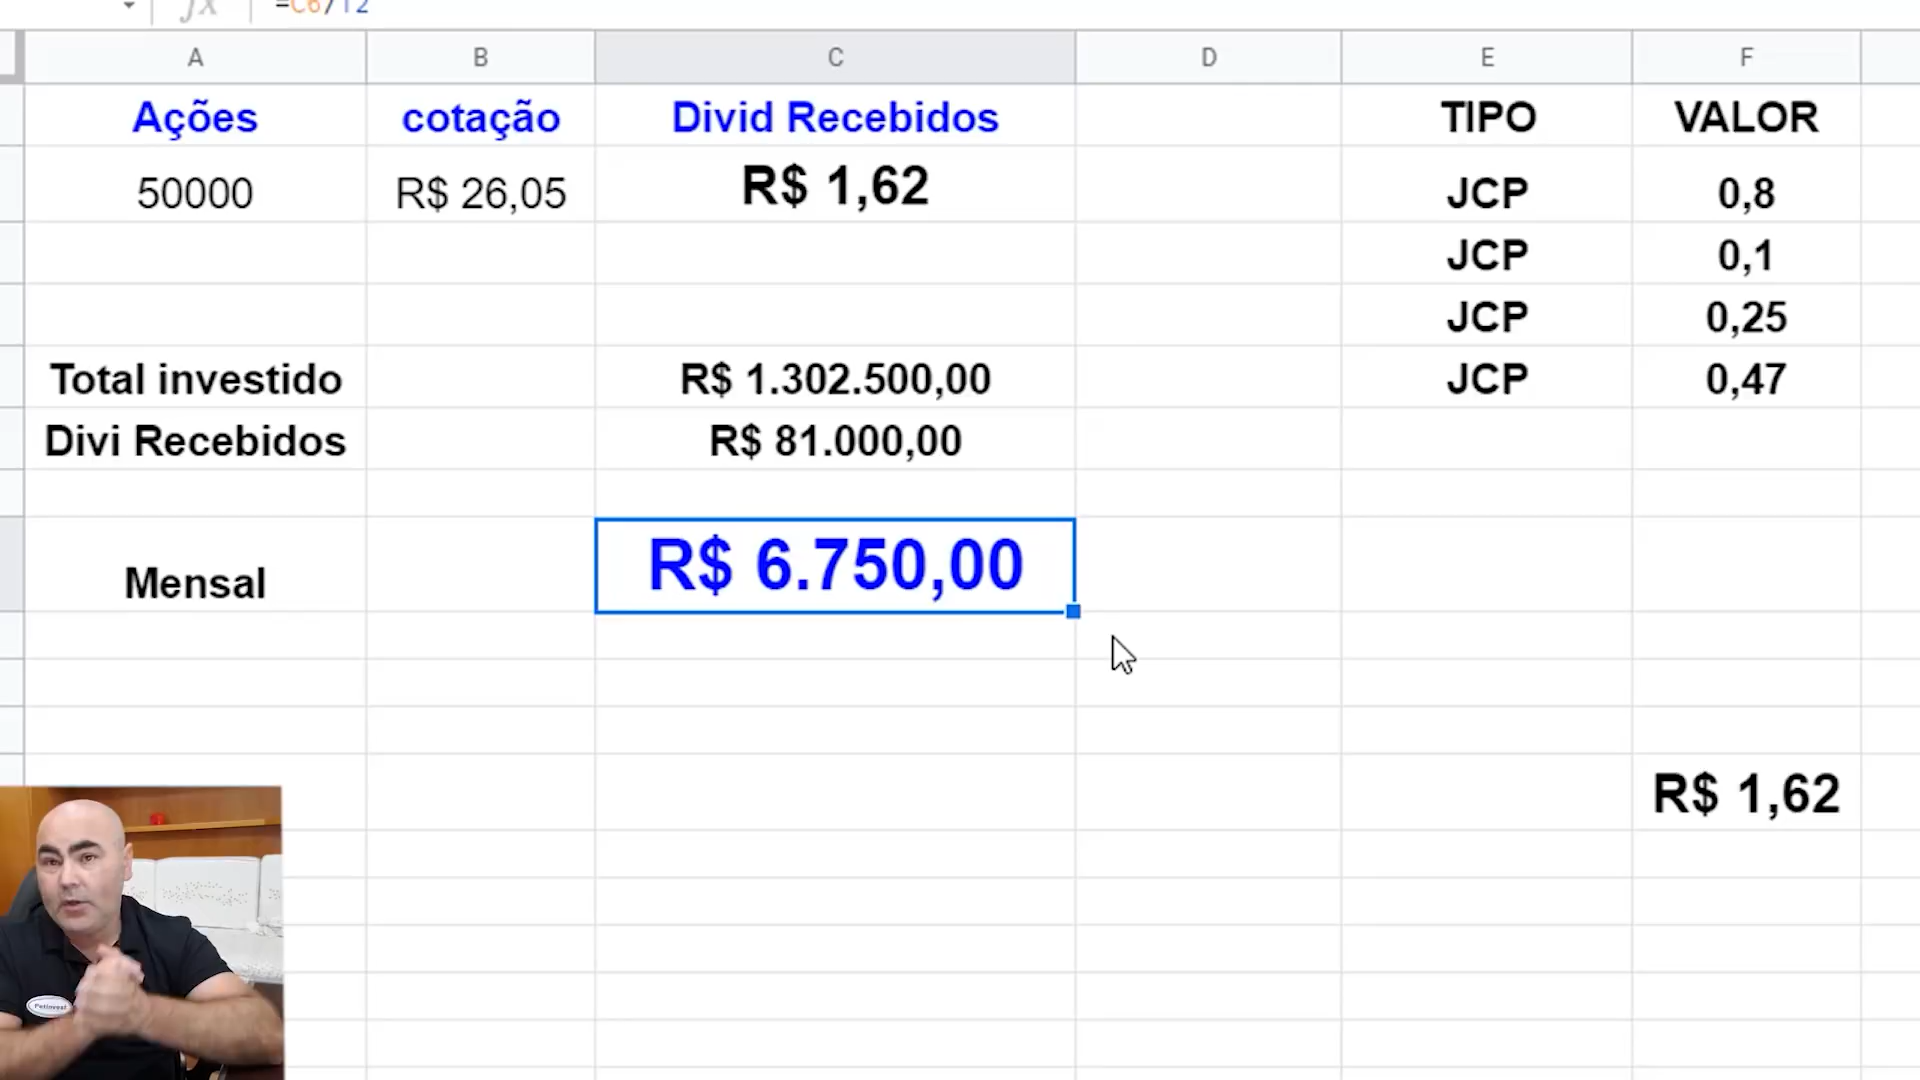 =C6/12
A B C D E F
Ações cotação Divid Recebidos TIPO VALOR
50000 R$ 26,05 R$ 1,62 JCP 0,8
JCP 0,1
JCP 0,25
Total investido R$ 1.302.500,00 JCP 0,47
Divi Recebidos R$ 81.000,00
Mensal R$ 6.750,00
R$ 1,62